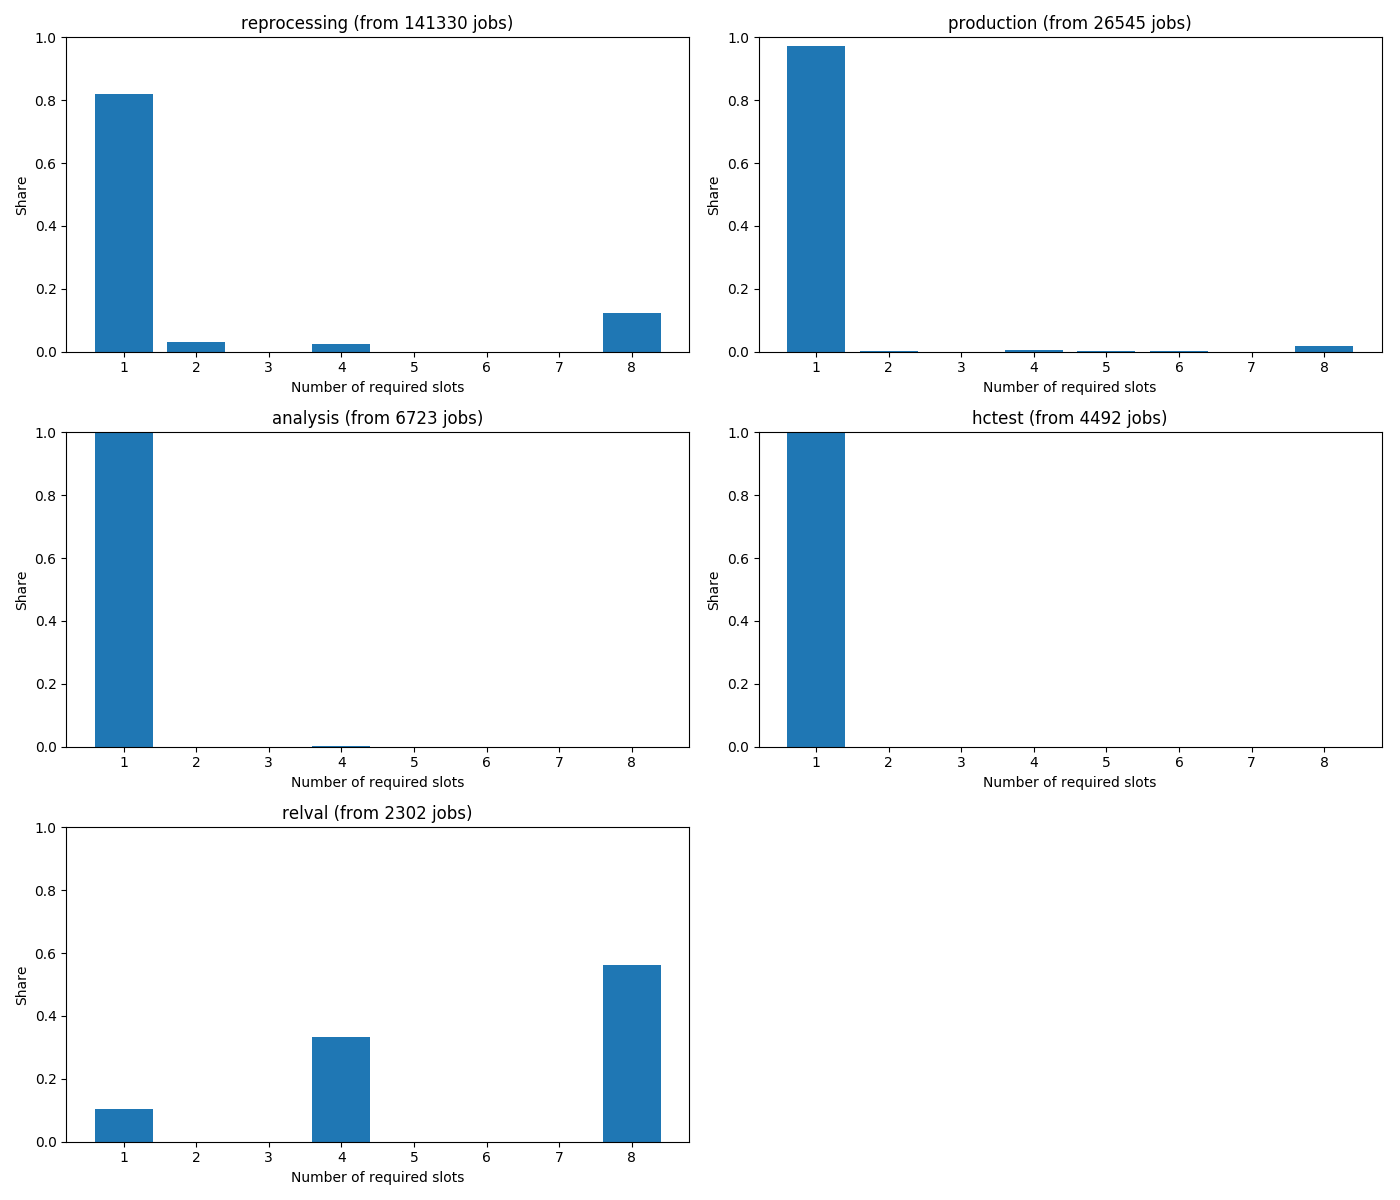 reprocessing (from 141330 jobs)
1.0
0.8
0.6
0.4
0.2
0.0
Share
1 2 3 4 5 6 7 8
Number of required slots
production (from 26545 jobs)
1.0
0.8
0.6
0.4
0.2
0.0
Share
1 2 3 4 5 6 7 8
Number of required slots
analysis (from 6723 jobs)
1.0
0.8
0.6
0.4
0.2
0.0
Share
1 2 3 4 5 6 7 8
Number of required slots
hctest (from 4492 jobs)
1.0
0.8
0.6
0.4
0.2
0.0
Share
1 2 3 4 5 6 7 8
Number of required slots
relval (from 2302 jobs)
1.0
0.8
0.6
0.4
0.2
0.0
Share
1 2 3 4 5 6 7 8
Number of required slots